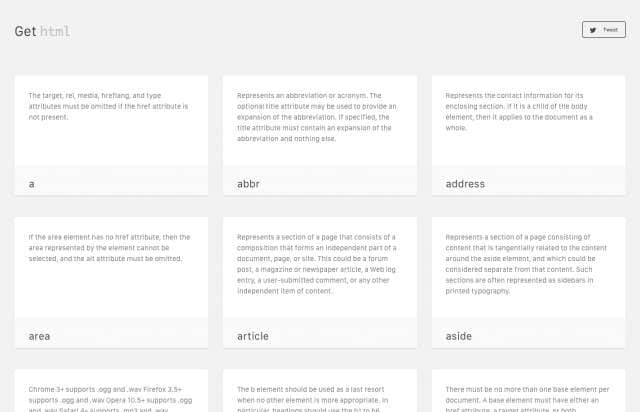 Get html
Tweet
The target, rel, media, hreflang, and type
attributes must be omitted if the href attribute is
not present.
a
Represents an abbreviation or acronym. The
optional title attribute may be used to provide an
expansion of the abbreviation. If specified, the
title attribute must contain an expansion of the
abbreviation and nothing else.
abbr
Represents the contact information for its
enclosing section. If it is a child of the body
element, then it applies to the document as a
whole.
address
If the area element has no href attribute, then the
area represented by the element cannot be
selected, and the alt attribute must be omitted.
area
Represents a section of a page that consists of a
composition that forms an independent part of a
document, page, or site. This could be a forum
post, a magazine or newspaper article, a Web log
entry, a user-submitted comment, or any other
independent item of content.
article
Represents a section of a page consisting of
content that is tangentially related to the content
around the aside element, and which could be
considered separate from that content. Such
sections are often represented as sidebars in
printed typography.
aside
Chrome 3+ supports .ogg and .wav Firefox 3.5+
supports .ogg and .wav Opera 10.5+ supports .ogg
and .wav Safari 4+ supports .mp3 and .wav
The b element should be used as a last resort
when no other element is more appropriate. In
particular, headings should use the h1 to h6
There must be no more than one base element per
document. A base element must have either an
href attribute, a target attribute, or both.